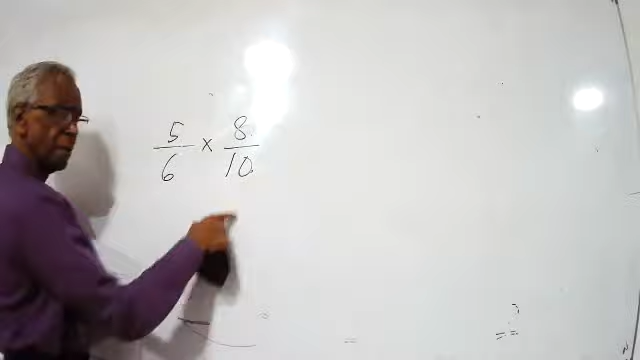 5/6 × 8/10
= = ?